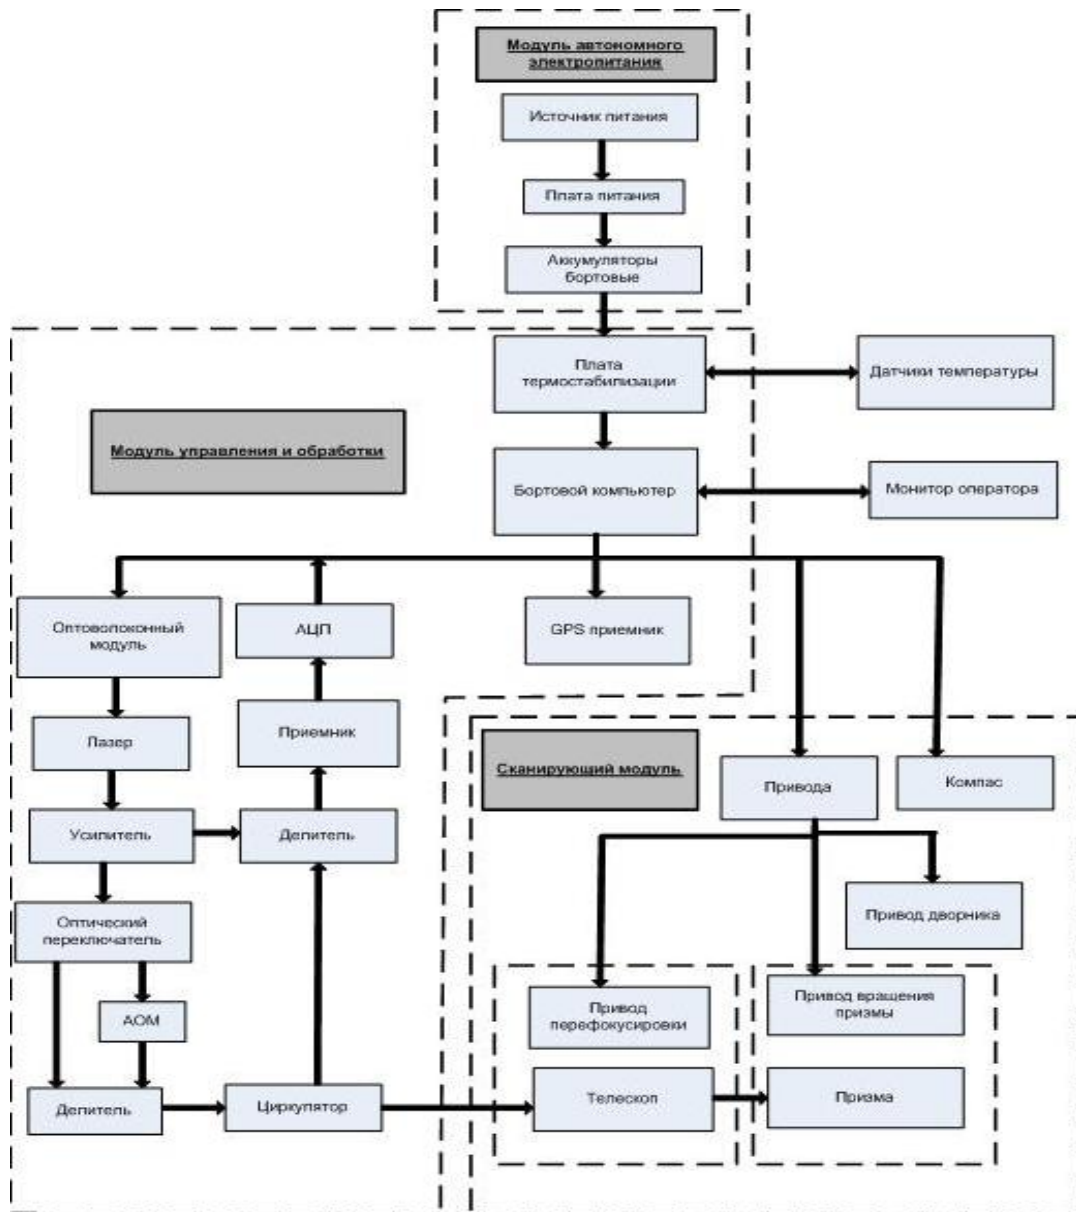 Модуль автономного
электропитания
Источник питания
Плата питания
Аккумуляторы
бортовые
Плата
термостабилизации
Датчики температуры
Модуль управления и обработки
Бортовой компьютер
Монитор оператора
Оптоволоконный
модуль
АЦП
GPS приемник
Лазер
Приемник
Сканирующий модуль
Привода
Компас
Усилитель
Делитель
Оптический
переключатель
Привод дворника
АОМ
Привод
перефокусировки
Привод вращения
призмы
Делитель
Циркулятор
Телескоп
Призма